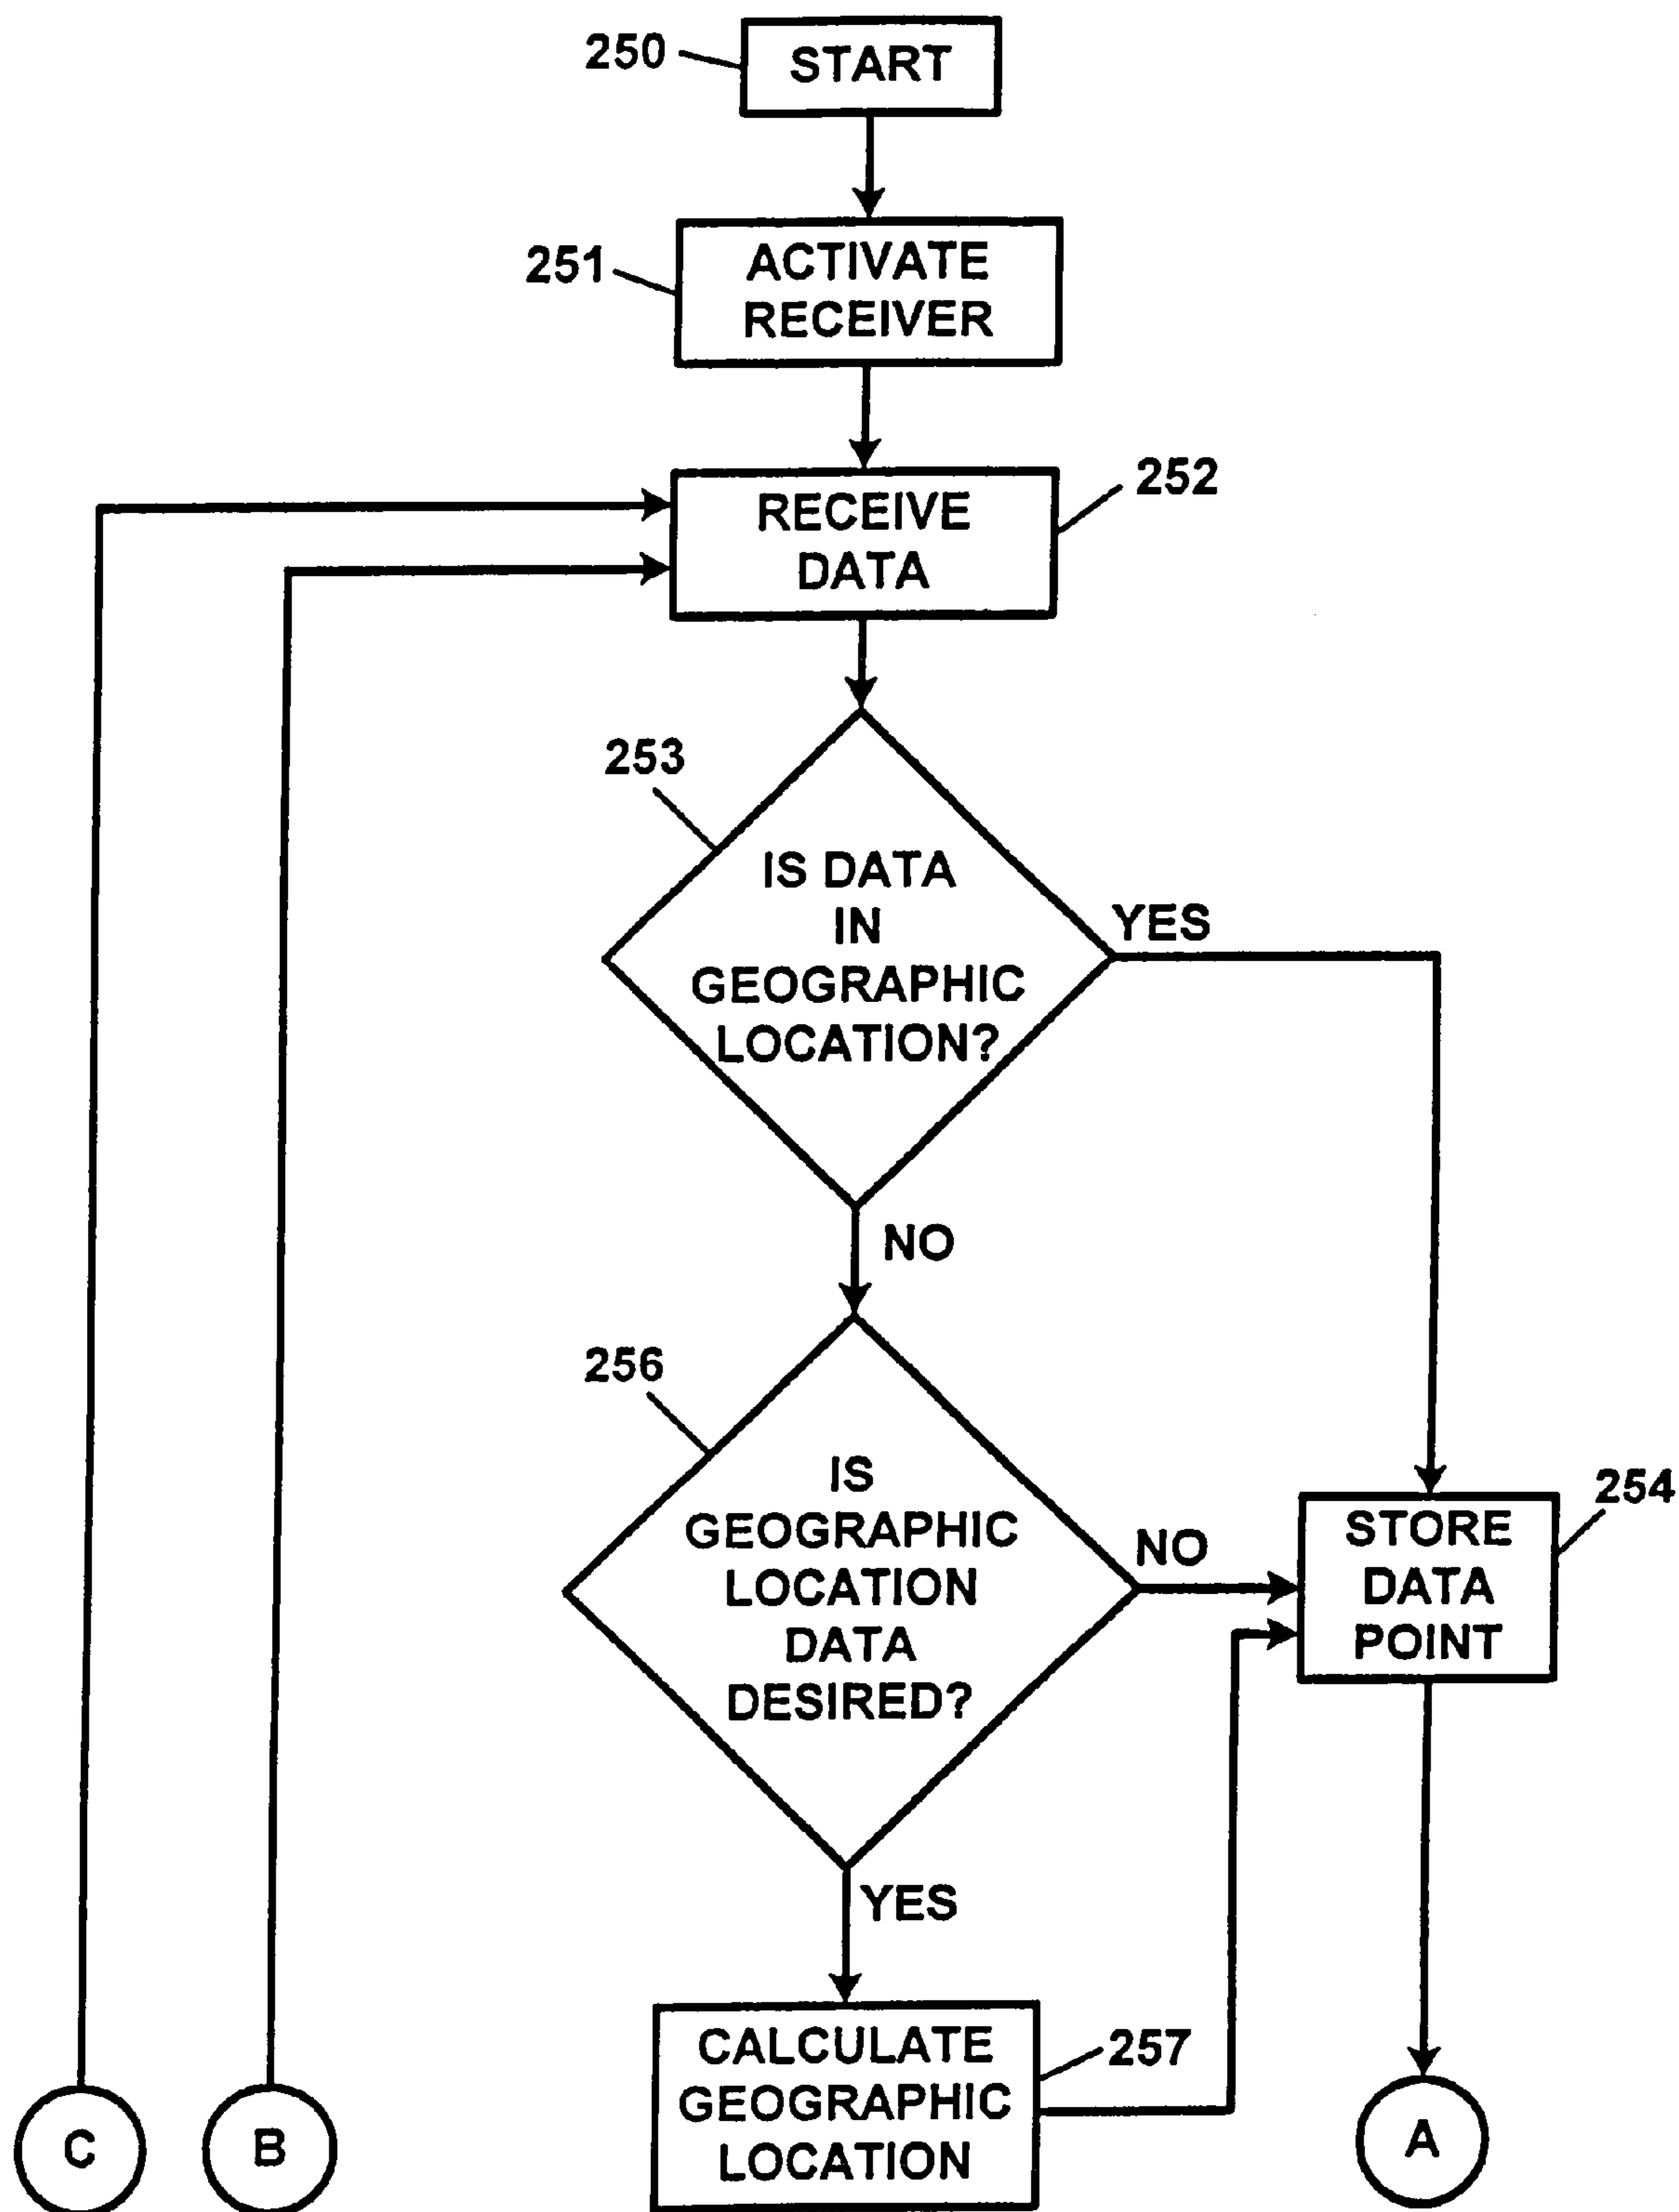 250
START
251
ACTIVATE
RECEIVER
252
RECEIVE
DATA
253
IS DATA
IN
GEOGRAPHIC
LOCATION?
YES
NO
256
IS
GEOGRAPHIC
LOCATION
DATA
DESIRED?
NO
254
STORE
DATA
POINT
YES
CALCULATE
GEOGRAPHIC
LOCATION
257
C
B
A